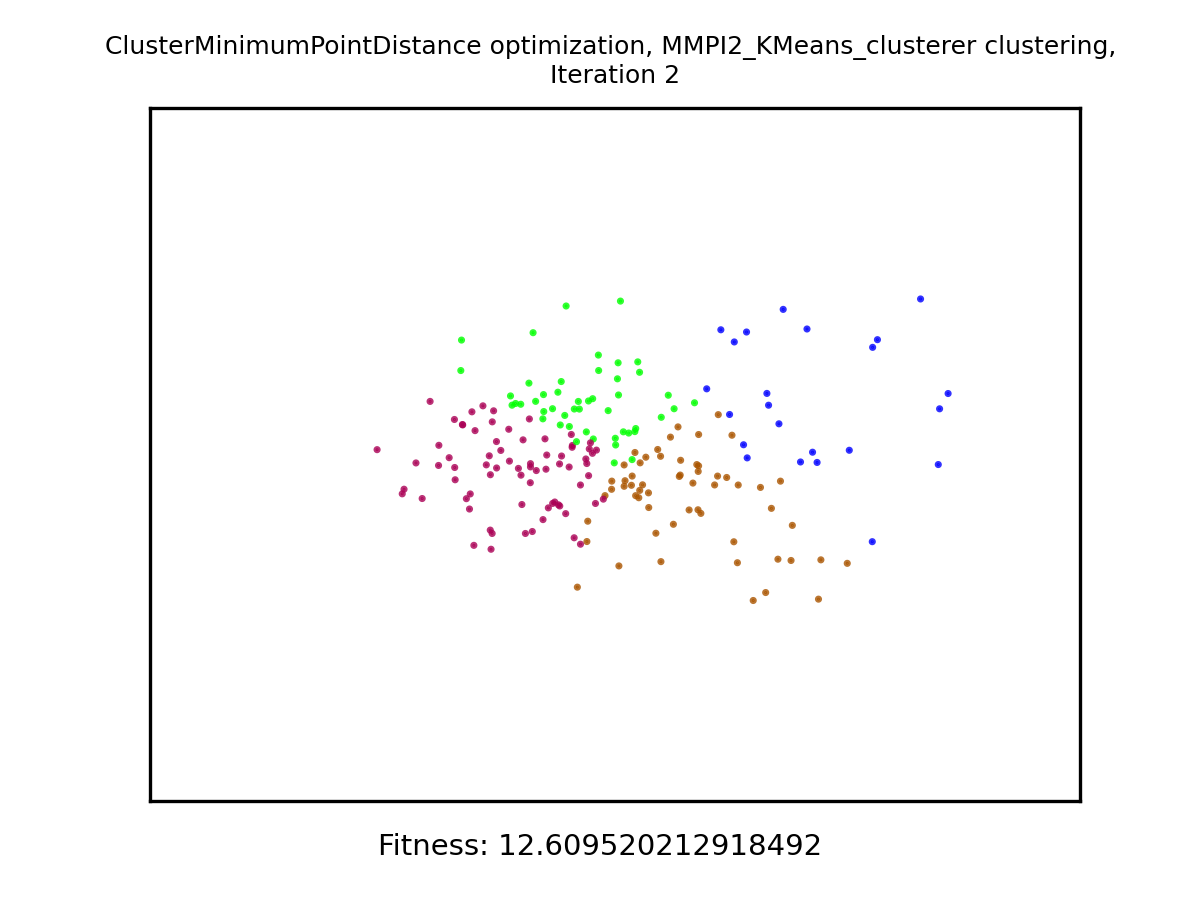 ClusterMinimumPointDistance optimization, MMPI2_KMeans_clusterer clustering,
Iteration 2
Fitness: 12.609520212918492